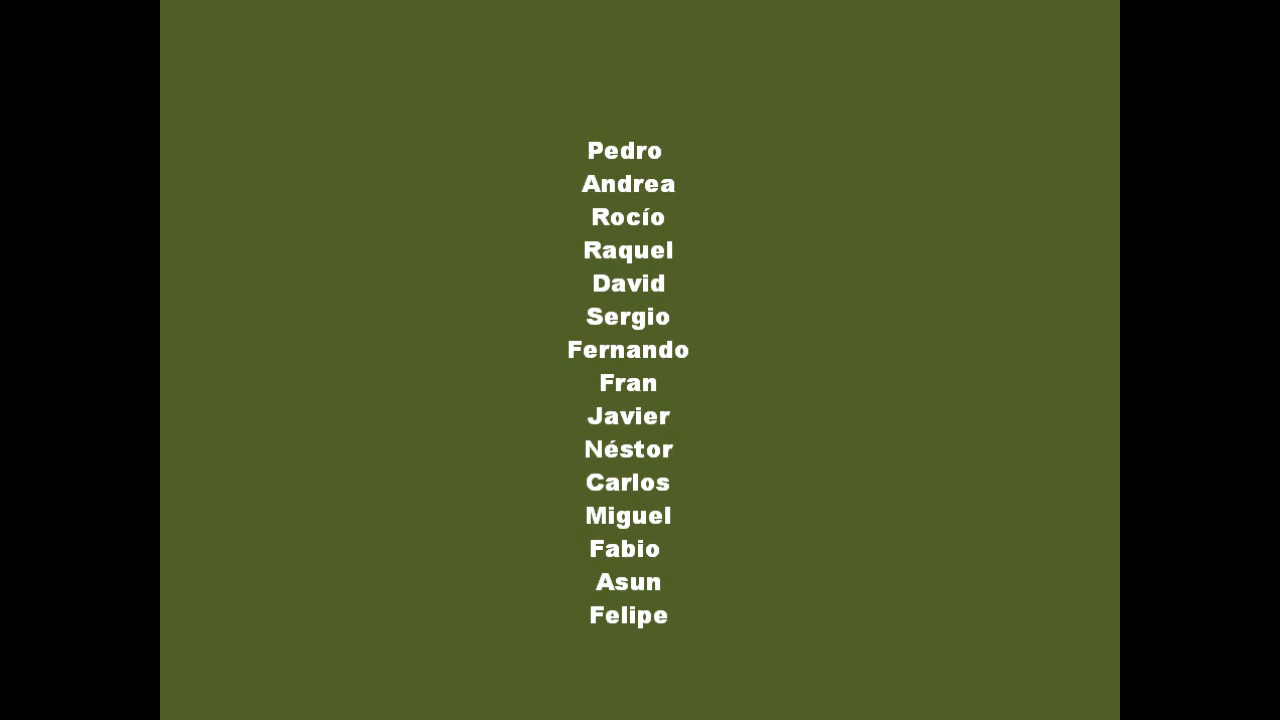 Pedro
Andrea
Rocío
Raquel
David
Sergio
Fernando
Fran
Javier
Néstor
Carlos
Miguel
Fabio
Asun
Felipe